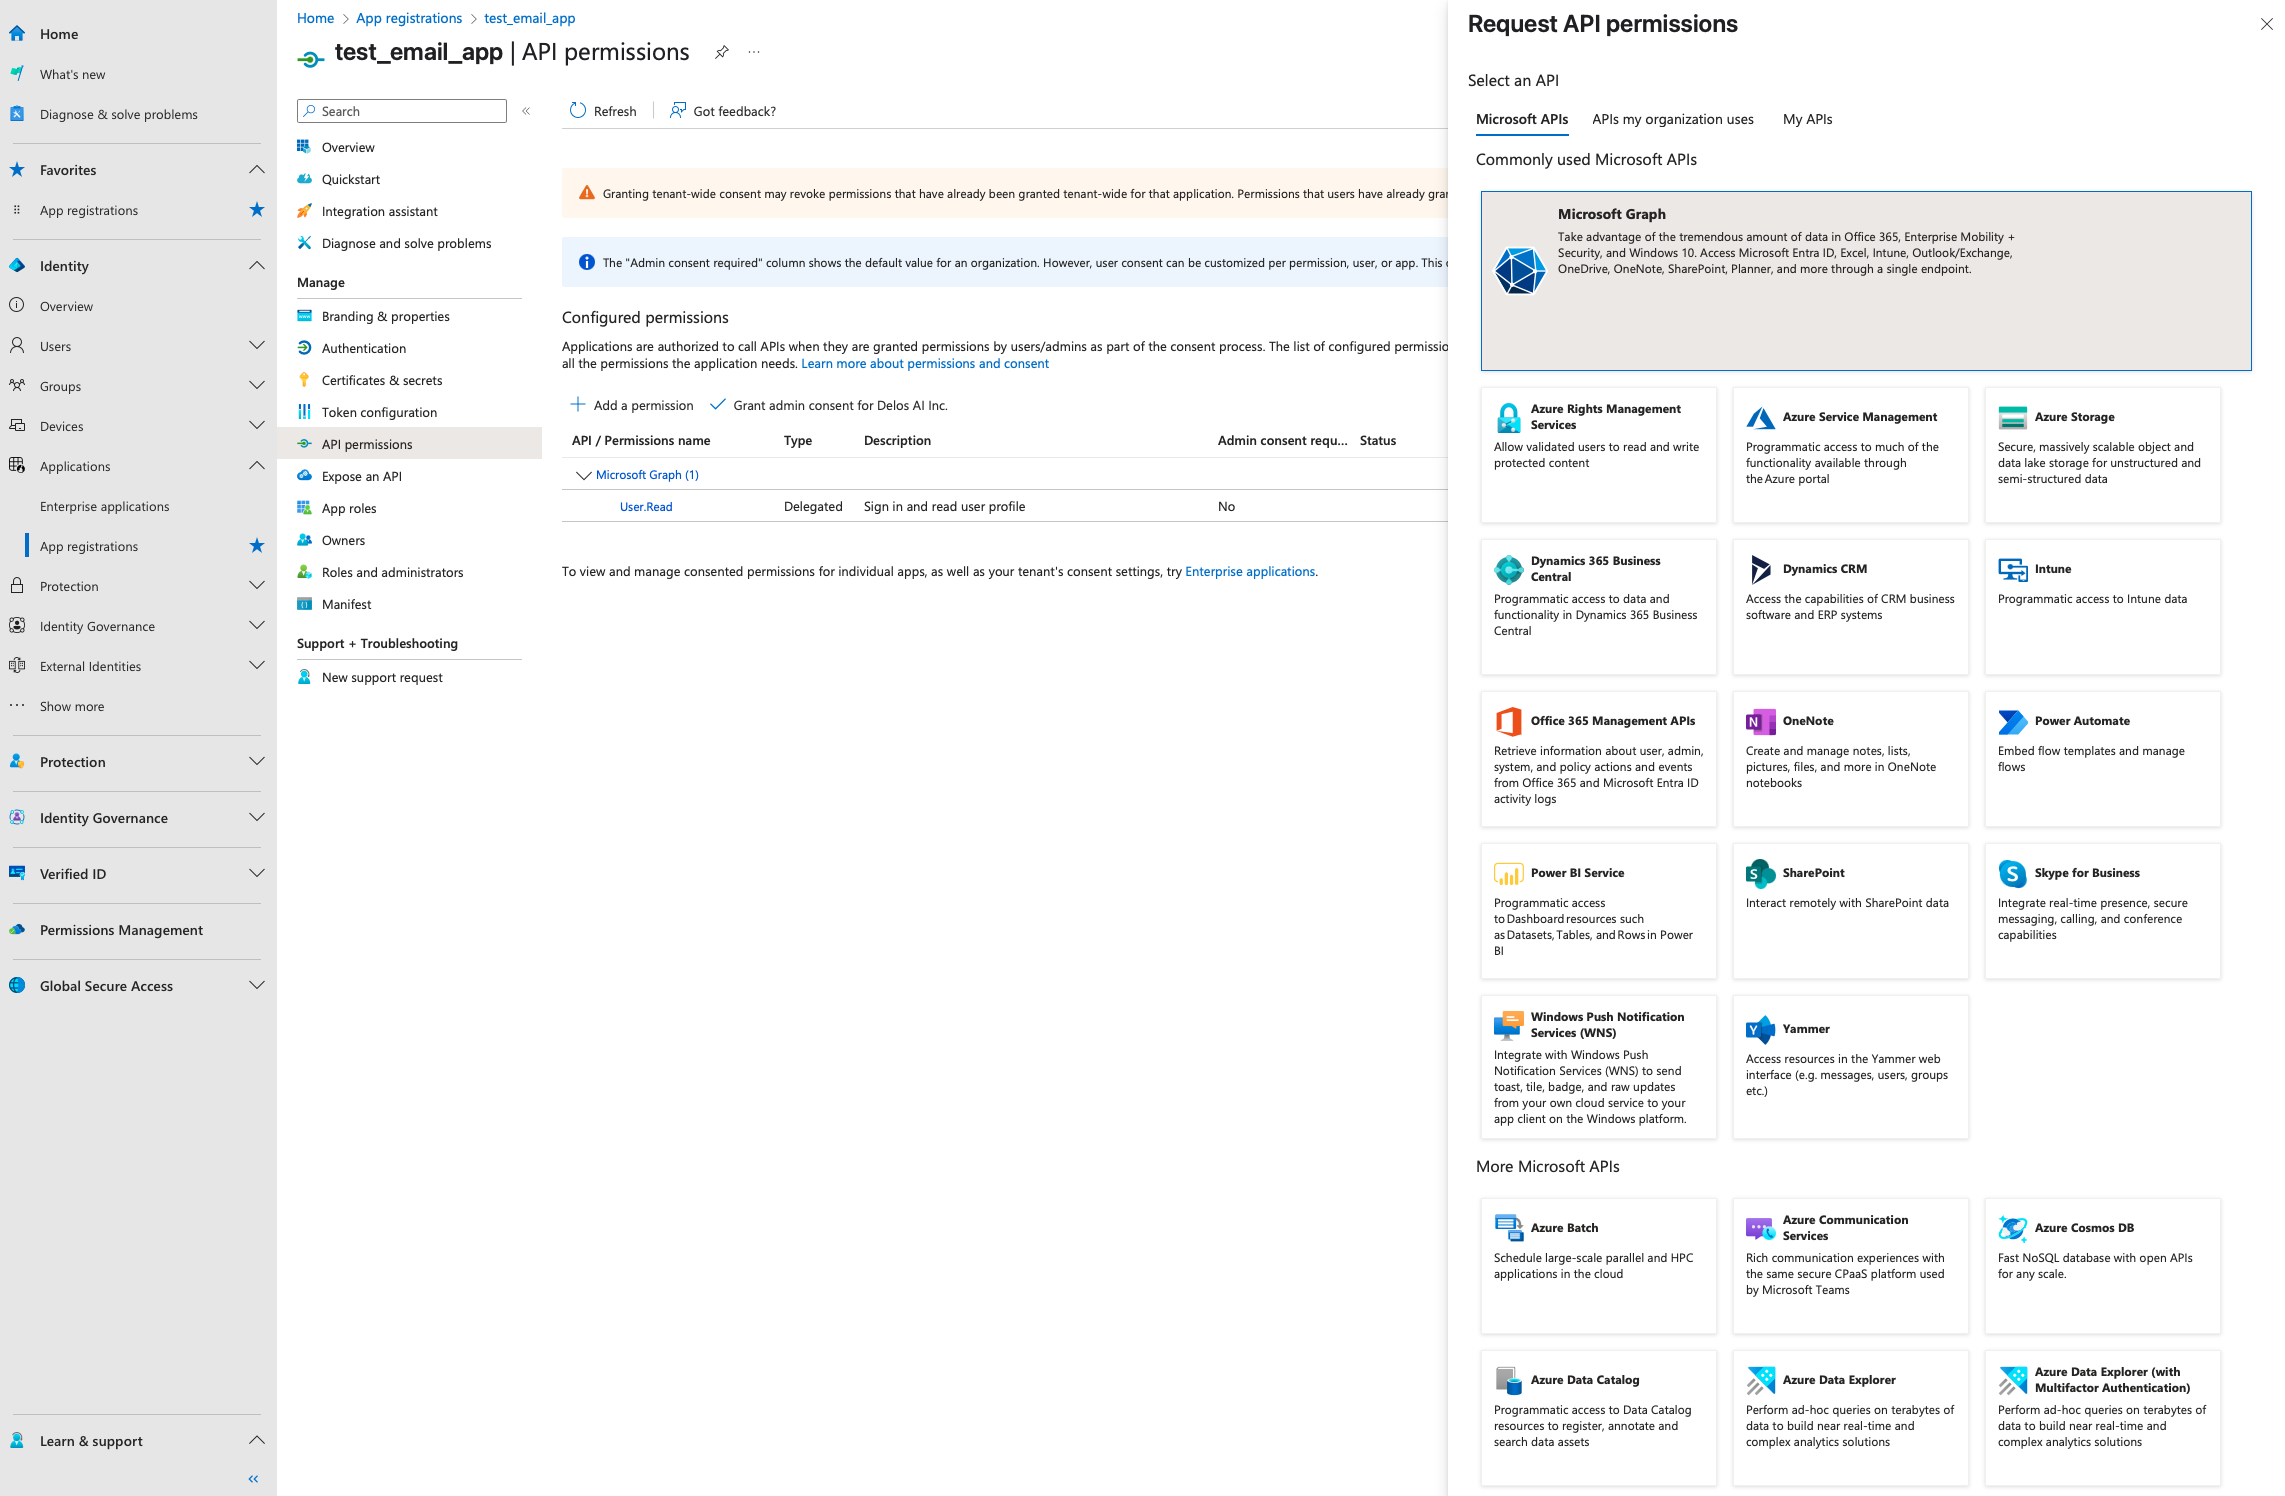 Home
What's new
Diagnose & solve problems
Favorites
App registrations
Identity
Overview
Users
Groups
Devices
Applications
Enterprise applications
App registrations
Protection
Identity Governance
External Identities
Show more
Protection
Identity Governance
Verified ID
Permissions Management
Global Secure Access
Learn & support
Home > App registrations > test_email_app
test_email_app | API permissions
Search
Overview
Quickstart
Integration assistant
Diagnose and solve problems
Manage
Branding & properties
Authentication
Certificates & secrets
Token configuration
API permissions
Expose an API
App roles
Owners
Roles and administrators
Manifest
Support + Troubleshooting
New support request
Refresh
Got feedback?
Granting tenant-wide consent may revoke permissions that have already been granted tenant-wide for that application. Permissions that users have already gra
The "Admin consent required" column shows the default value for an organization. However, user consent can be customized per permission, user, or app. This
Configured permissions
Applications are authorized to call APIs when they are granted permissions by users/admins as part of the consent process. The list of configured permissio
all the permissions the application needs. Learn more about permissions and consent
Add a permission
Grant admin consent for Delos AI Inc.
API / Permissions name Type Description Admin consent requ... Status
Microsoft Graph (1)
User.Read Delegated Sign in and read user profile No
To view and manage consented permissions for individual apps, as well as your tenant's consent settings, try Enterprise applications.
Request API permissions
Select an API
Microsoft APIs
APIs my organization uses
My APIs
Commonly used Microsoft APIs
Microsoft Graph
Take advantage of the tremendous amount of data in Office 365, Enterprise Mobility +
Security, and Windows 10. Access Microsoft Entra ID, Excel, Intune, Outlook/Exchange,
OneDrive, OneNote, SharePoint, Planner, and more through a single endpoint.
Azure Rights Management
Services
Allow validated users to read and write
protected content
Azure Service Management
Programmatic access to much of the
functionality available through
the Azure portal
Azure Storage
Secure, massively scalable object and
data lake storage for unstructured and
semi-structured data
Dynamics 365 Business
Central
Programmatic access to data and
functionality in Dynamics 365 Business
Central
Dynamics CRM
Access the capabilities of CRM business
software and ERP systems
Intune
Programmatic access to Intune data
Office 365 Management APIs
Retrieve information about user, admin,
system, and policy actions and events
from Office 365 and Microsoft Entra ID
activity logs
OneNote
Create and manage notes, lists,
pictures, files, and more in OneNote
notebooks
Power Automate
Embed flow templates and manage
flows
Power BI Service
Programmatic access
to Dashboard resources such
as Datasets, Tables, and Rows in Power
BI
SharePoint
Interact remotely with SharePoint data
Skype for Business
Integrate real-time presence, secure
messaging, calling, and conference
capabilities
Windows Push Notification
Services (WNS)
Integrate with Windows Push
Notification Services (WNS) to send
toast, tile, badge, and raw updates
from your own cloud service to your
app client on the Windows platform.
Yammer
Access resources in the Yammer web
interface (e.g. messages, users, groups
etc.)
More Microsoft APIs
Azure Batch
Schedule large-scale parallel and HPC
applications in the cloud
Azure Communication
Services
Rich communication experiences with
the same secure CPaaS platform used
by Microsoft Teams
Azure Cosmos DB
Fast NoSQL database with open APIs
for any scale.
Azure Data Catalog
Programmatic access to Data Catalog
resources to register, annotate and
search data assets
Azure Data Explorer
Perform ad-hoc queries on terabytes of
data to build near real-time and
complex analytics solutions
Azure Data Explorer (with
Multifactor Authentication)
Perform ad-hoc queries on terabytes of
data to build near real-time and
complex analytics solutions